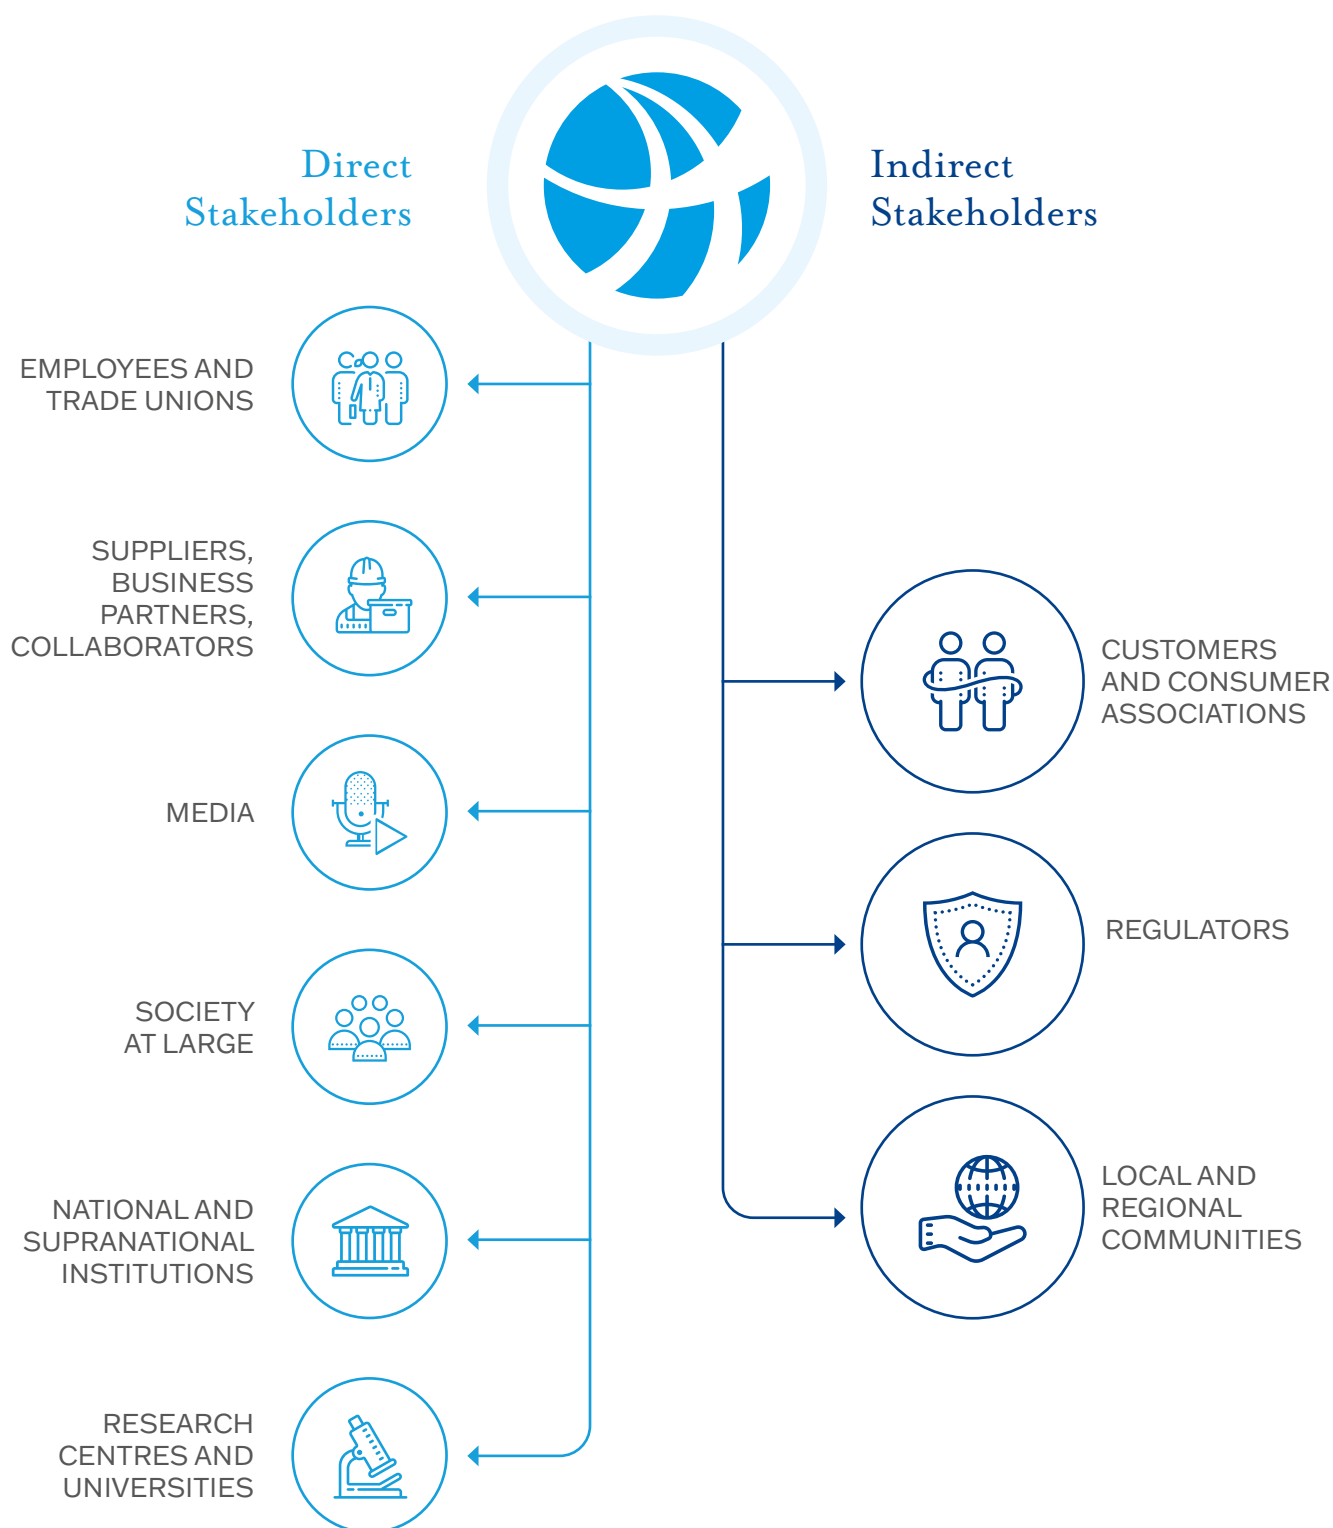 Direct
Stakeholders
EMPLOYEES AND
TRADE UNIONS
SUPPLIERS,
BUSINESS
PARTNERS,
COLLABORATORS
MEDIA
SOCIETY
AT LARGE
NATIONAL AND
SUPRANATIONAL
INSTITUTIONS
RESEARCH
CENTRES AND
UNIVERSITIES
Indirect
Stakeholders
CUSTOMERS
AND CONSUMER
ASSOCIATIONS
REGULATORS
LOCAL AND
REGIONAL
COMMUNITIES